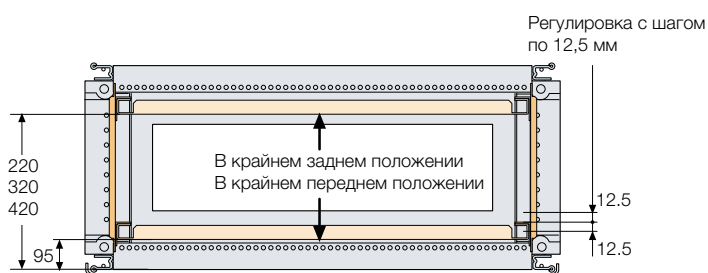 Регулировка с шагом
по 12,5 мм
220
320
420
В крайнем заднем положении
В крайнем переднем положении
12.5
95
12.5